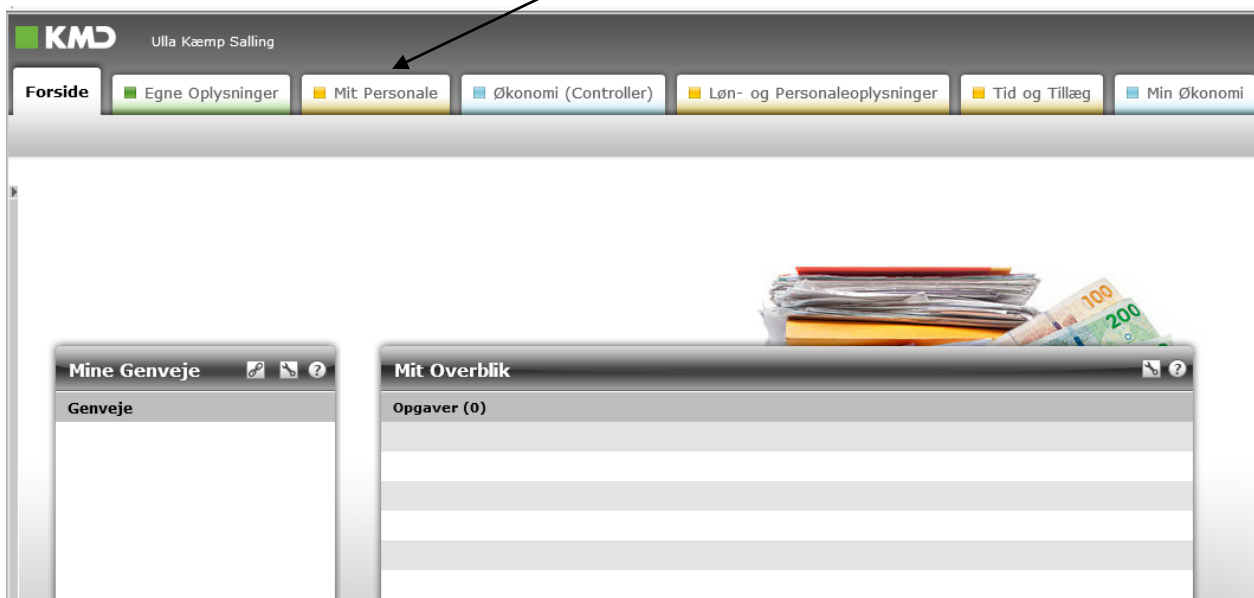 KMD Ulla Kæmp Salling
Forside Egne Oplysninger Mit Personale Økonomi (Controller) Løn- og Personaleoplysninger Tid og Tillæg Min Økonomi
100
200
Mine Genveje ? Mit Overblik ?
Genveje Opgaver (0)